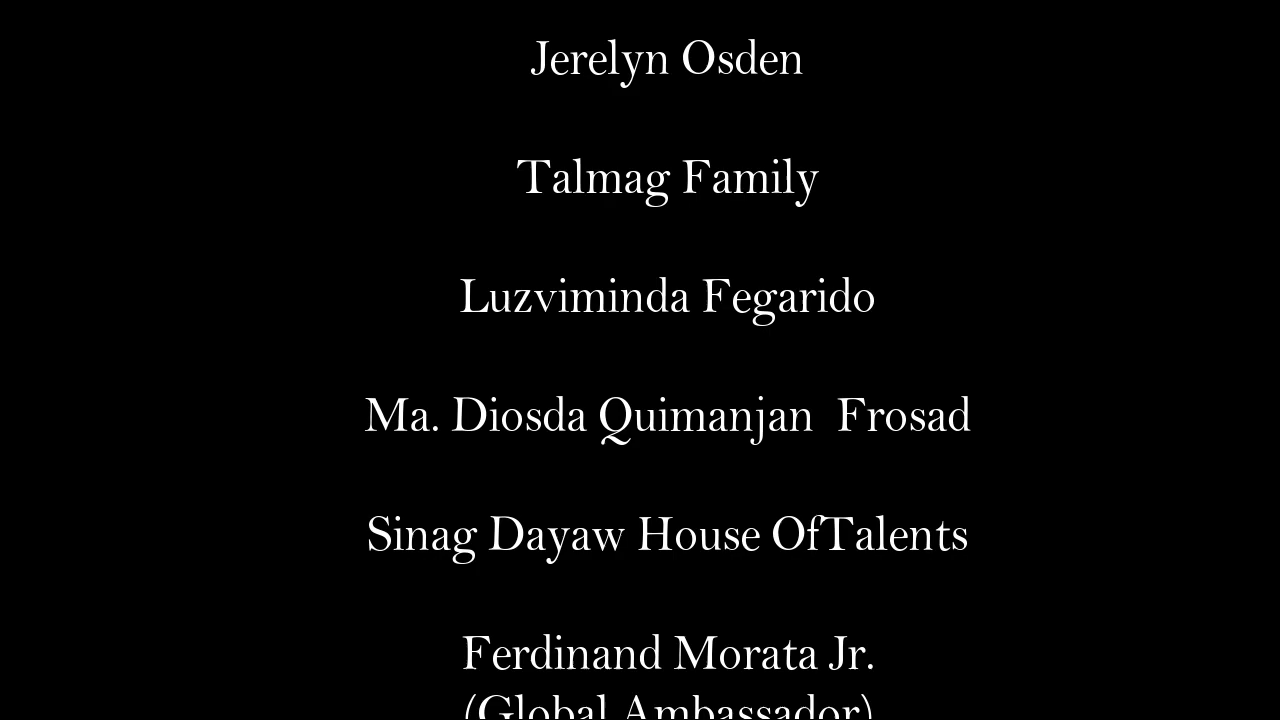 Jerelyn Osden
Talmag Family
Luzviminda Fegarido
Ma. Diosda Quimanjan  Frosad
Sinag Dayaw House OfTalents
Ferdinand Morata Jr.
(Global Ambassador)